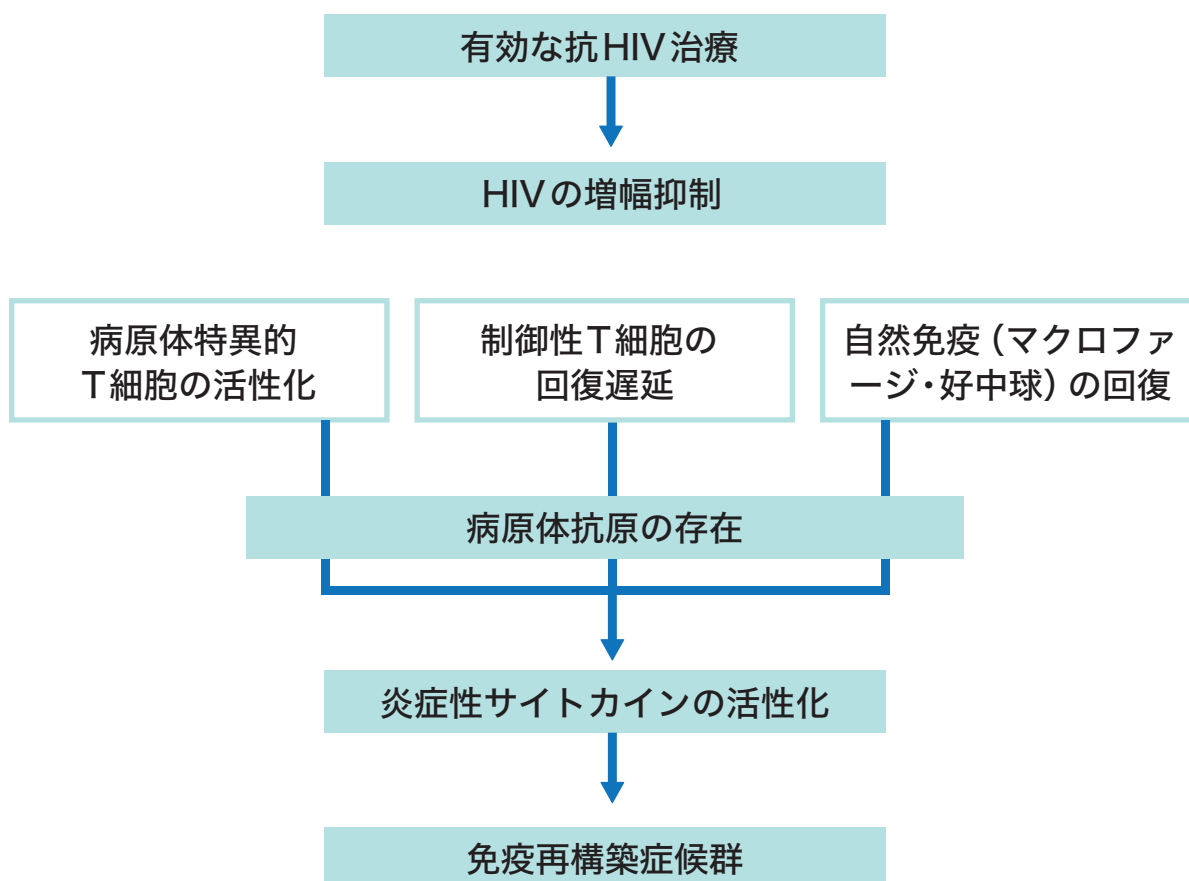 有効な抗HIV治療
HIVの増幅抑制
病原体特異的
T細胞の活性化
制御性T細胞の
回復遅延
自然免疫（マクロファ
ージ・好中球）の回復
病原体抗原の存在
炎症性サイトカインの活性化
免疫再構築症候群